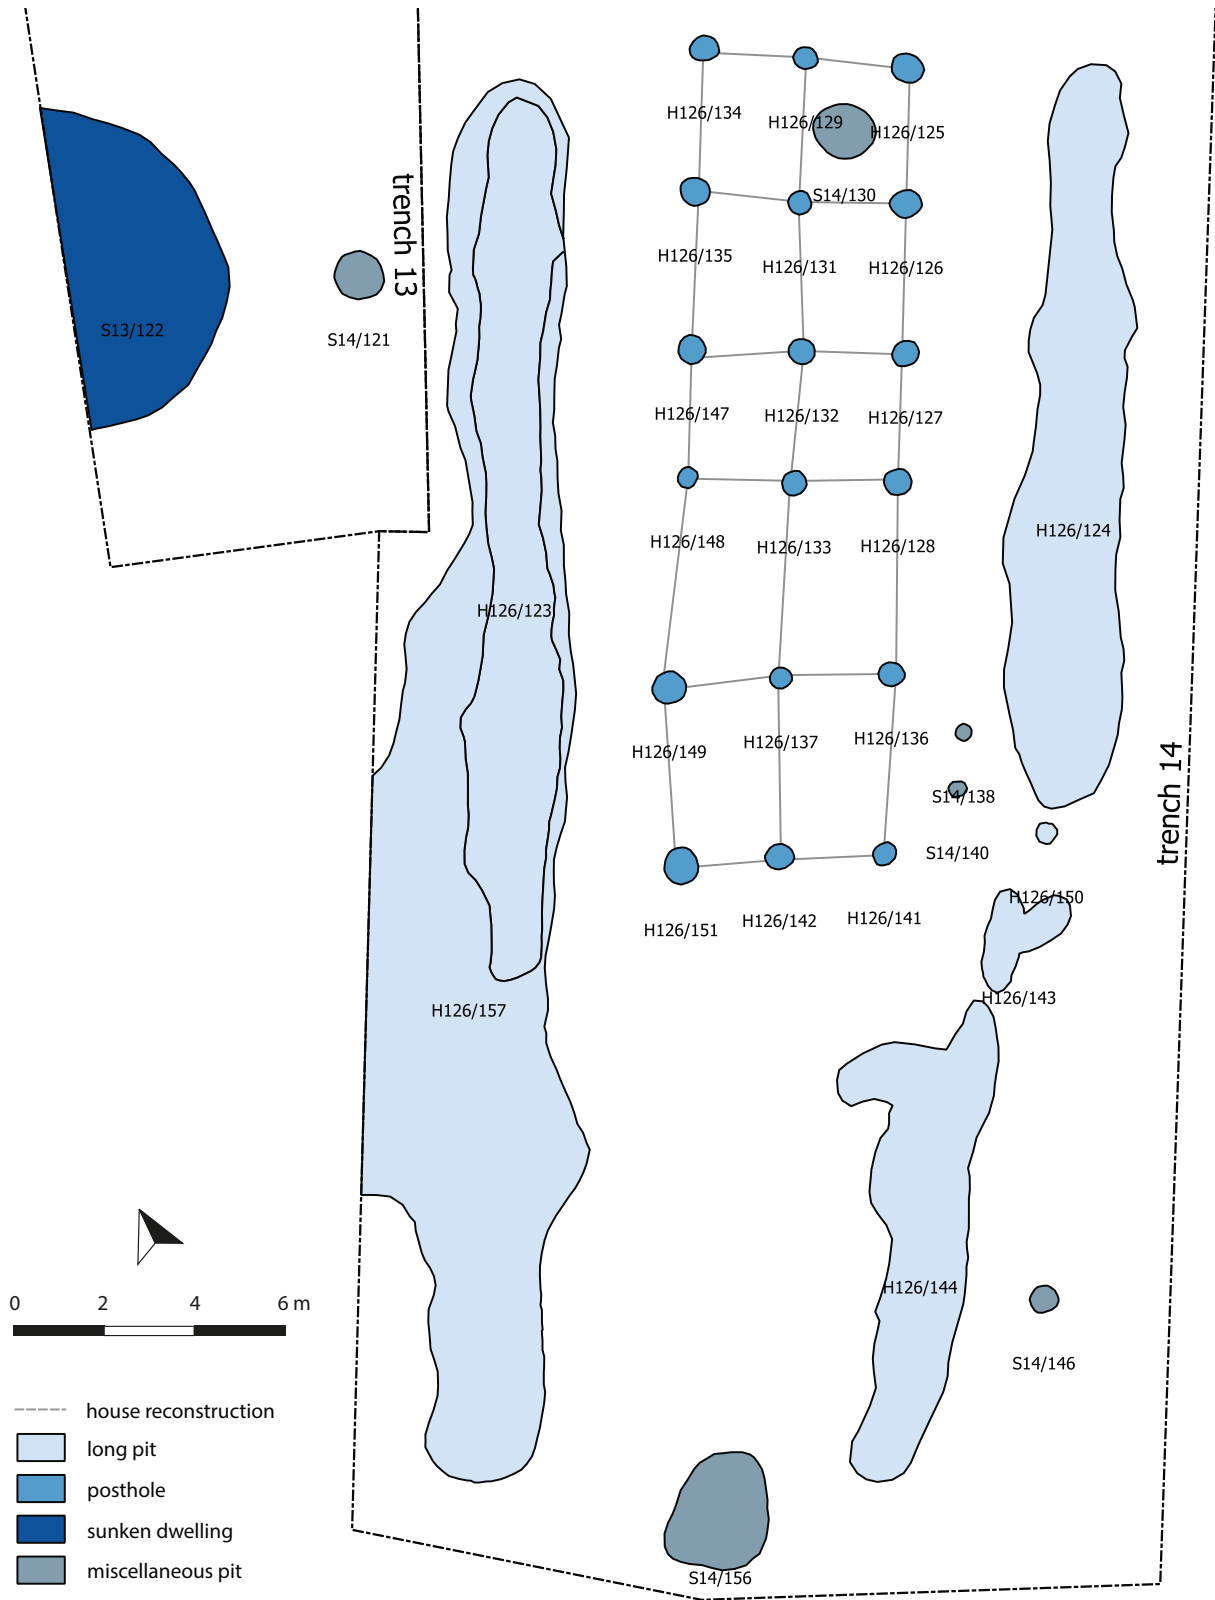 H126/134
H126/129
H126/125
trench 13
S14/130
H126/135
H126/131
H126/126
S13/122
S14/121
H126/147
H126/132
H126/127
H126/124
H126/148
H126/133
H126/128
H126/123
H126/149
H126/137
H126/136
trench 14
S14/138
S14/140
H126/150
H126/151
H126/142
H126/141
H126/143
H126/157
H126/144
0 2 4 6 m
S14/146
house reconstruction
long pit
posthole
sunken dwelling
miscellaneous pit
S14/156